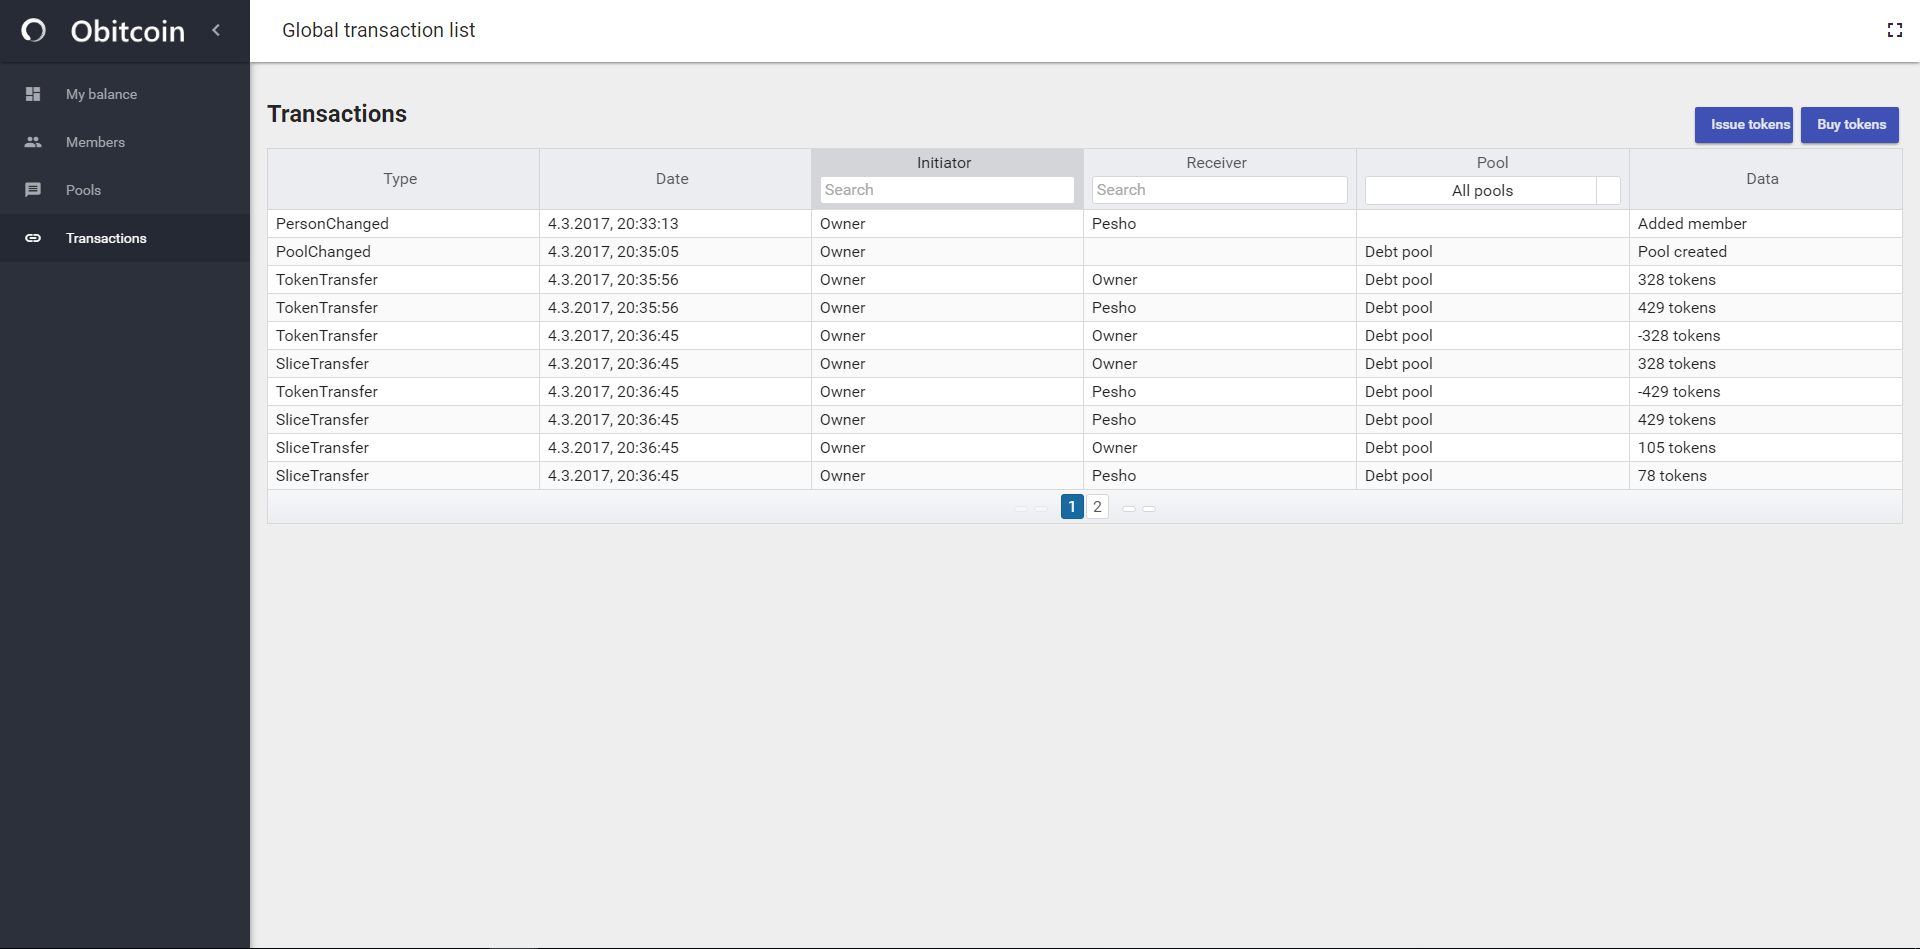 Obitcoin
Global transaction list
My balance
Members
Pools
Transactions
Transactions
Issue tokens Buy tokens
Type Date Initiator Receiver Pool Data
Search Search All pools
PersonChanged 4.3.2017, 20:33:13 Owner Pesho Added member
PoolChanged 4.3.2017, 20:35:05 Owner Debt pool Pool created
TokenTransfer 4.3.2017, 20:35:56 Owner Owner Debt pool 328 tokens
TokenTransfer 4.3.2017, 20:35:56 Owner Pesho Debt pool 429 tokens
TokenTransfer 4.3.2017, 20:36:45 Owner Owner Debt pool -328 tokens
SliceTransfer 4.3.2017, 20:36:45 Owner Owner Debt pool 328 tokens
TokenTransfer 4.3.2017, 20:36:45 Owner Pesho Debt pool -429 tokens
SliceTransfer 4.3.2017, 20:36:45 Owner Pesho Debt pool 429 tokens
SliceTransfer 4.3.2017, 20:36:45 Owner Owner Debt pool 105 tokens
SliceTransfer 4.3.2017, 20:36:45 Owner Pesho Debt pool 78 tokens
1 2